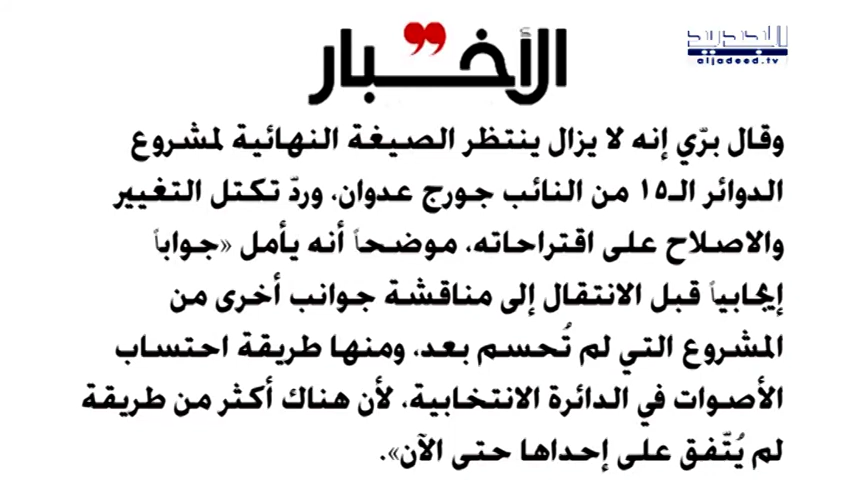 الأخبار
الجديد
aljadeed.tv
وقال برّي إنه لا يزال ينتظر الصيغة النهائية لمشروع
الدوائر الـ١٥ من النائب جورج عدوان، وردّ تكتل التغيير
والاصلاح على اقتراحاته، موضحاً أنه يأمل «جواباً
إيجابياً قبل الانتقال إلى مناقشة جوانب أخرى من
المشروع التي لم تُحسم بعد، ومنها طريقة احتساب
الأصوات في الدائرة الانتخابية، لأن هناك أكثر من طريقة
لم يُتّفق على إحداها حتى الآن».